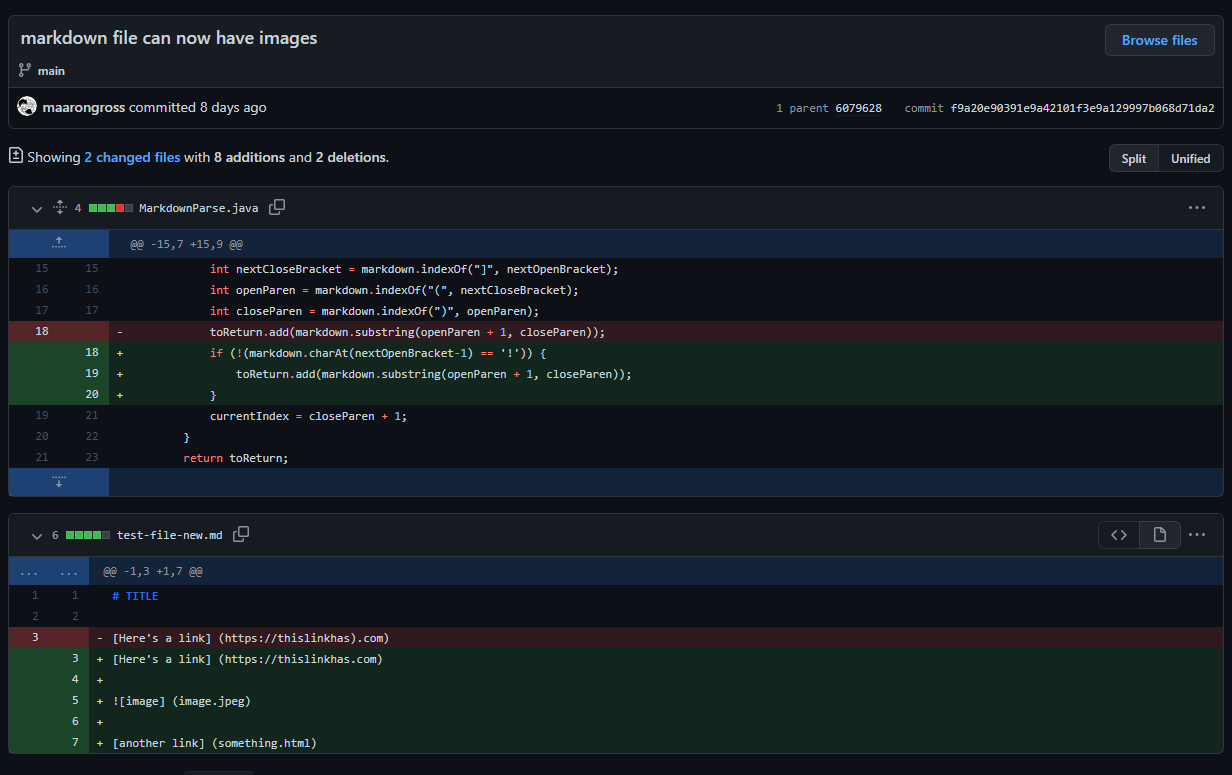 markdown file can now have images
Browse files
main
maarongross committed 8 days ago
1 parent 6079628 commit f9a20e90391e9a42101f3e9a129997b068d71da2
Showing 2 changed files with 8 additions and 2 deletions.
Split Unified
4 MarkdownParse.java
@@ -15,7 +15,9 @@
15 15 int nextCloseBracket = markdown.indexOf("]", nextOpenBracket);
16 16 int openParen = markdown.indexOf("(", nextCloseBracket);
17 17 int closeParen = markdown.indexOf(")", openParen);
18 - toReturn.add(markdown.substring(openParen + 1, closeParen));
18 + if (!(markdown.charAt(nextOpenBracket-1) == '!')) {
19 + toReturn.add(markdown.substring(openParen + 1, closeParen));
20 + }
19 21 currentIndex = closeParen + 1;
20 22 }
21 23 return toReturn;
6 test-file-new.md
... ... @@ -1,3 +1,7 @@
1 1 # TITLE
2 2
3 - [Here's a link] (https://thislinkhas).com)
3 + [Here's a link] (https://thislinkhas.com)
4 +
5 + ![image] (image.jpeg)
6 +
7 + [another link] (something.html)